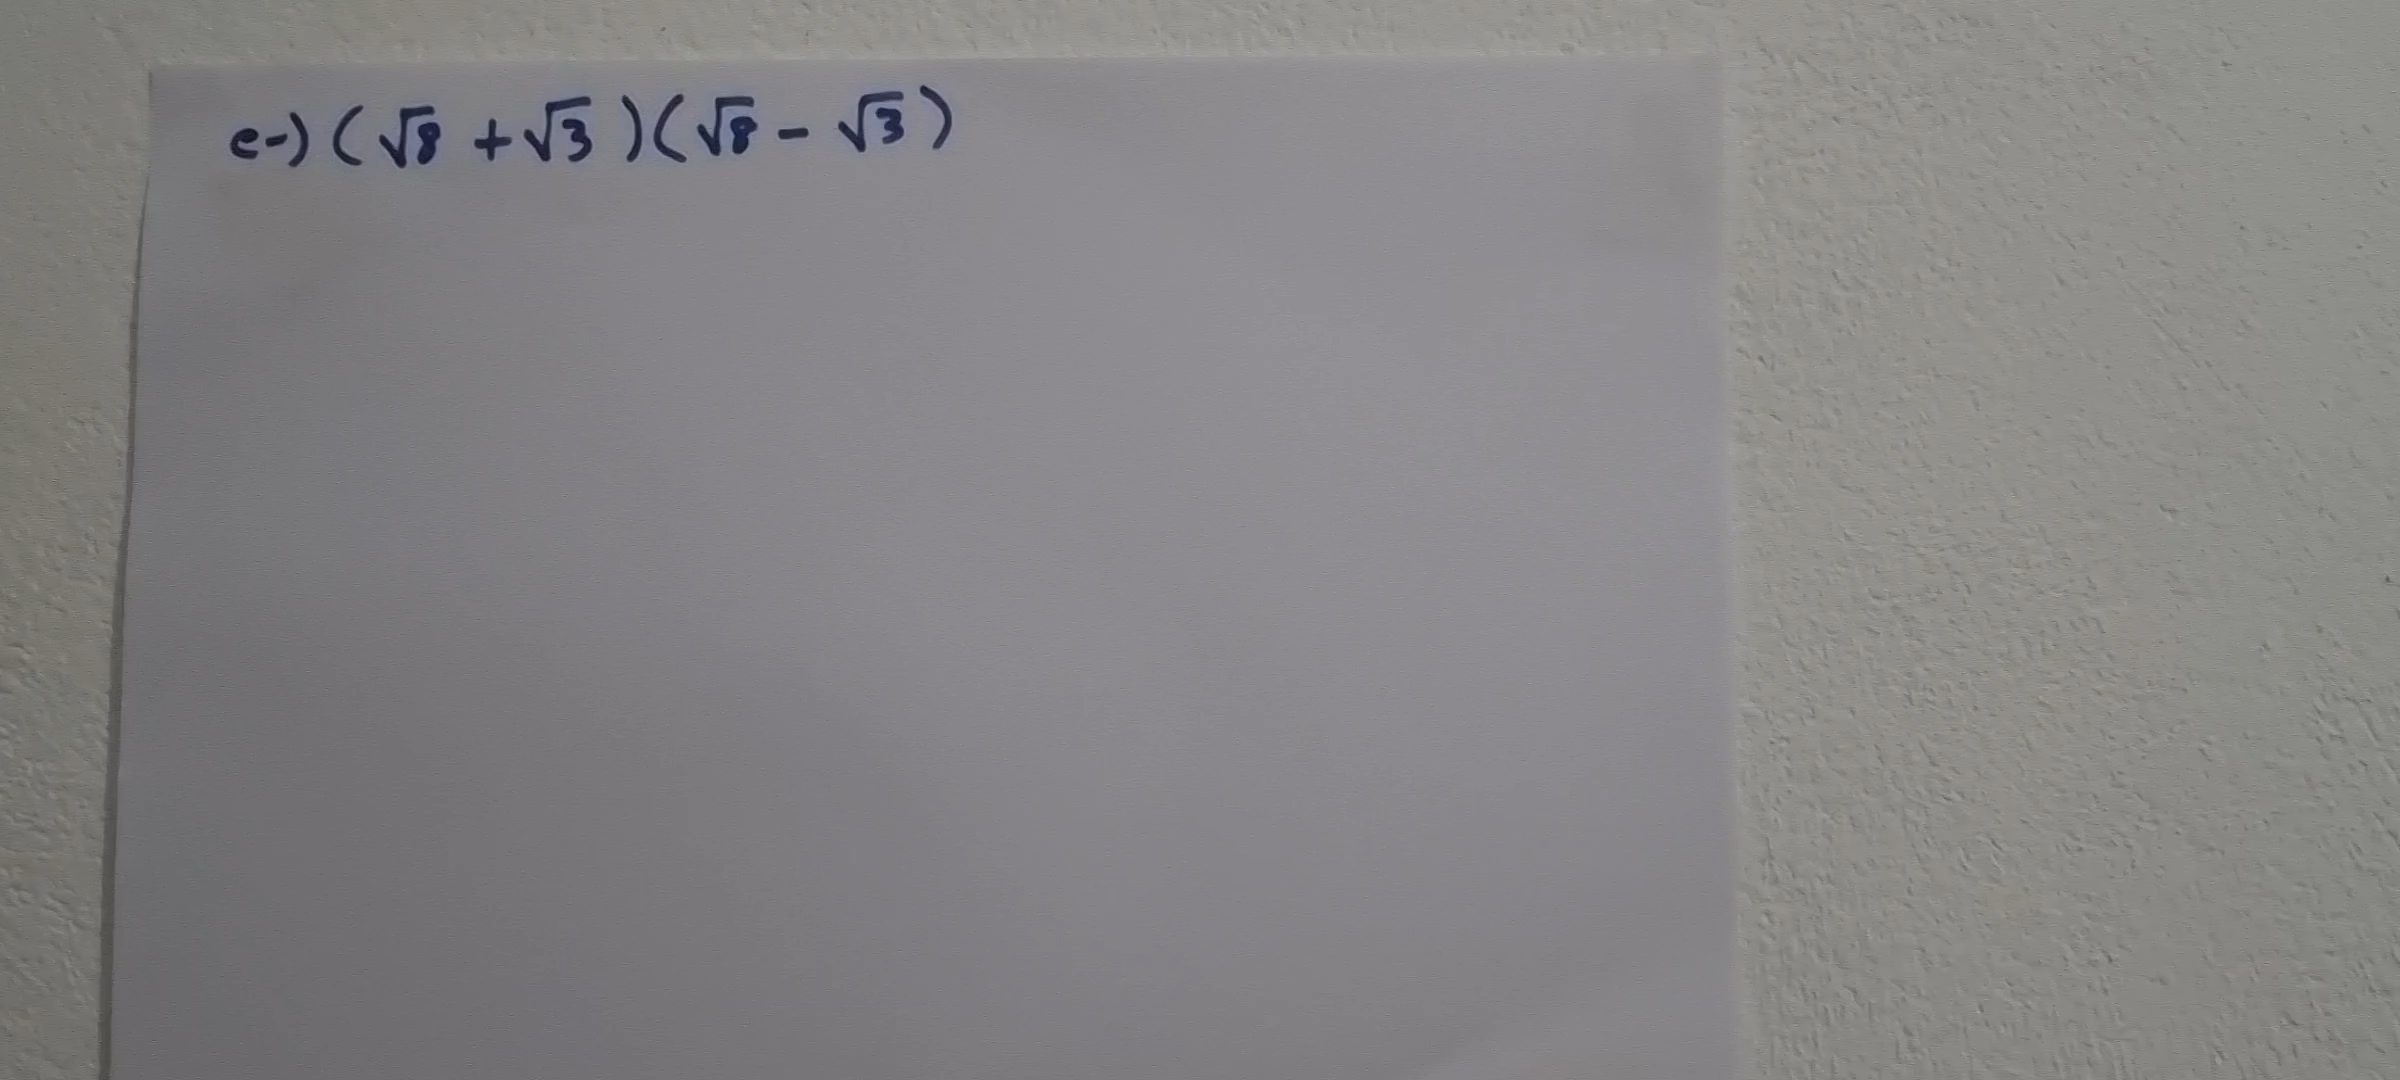 e-) (√8 + √3 )(√8 - √3 )